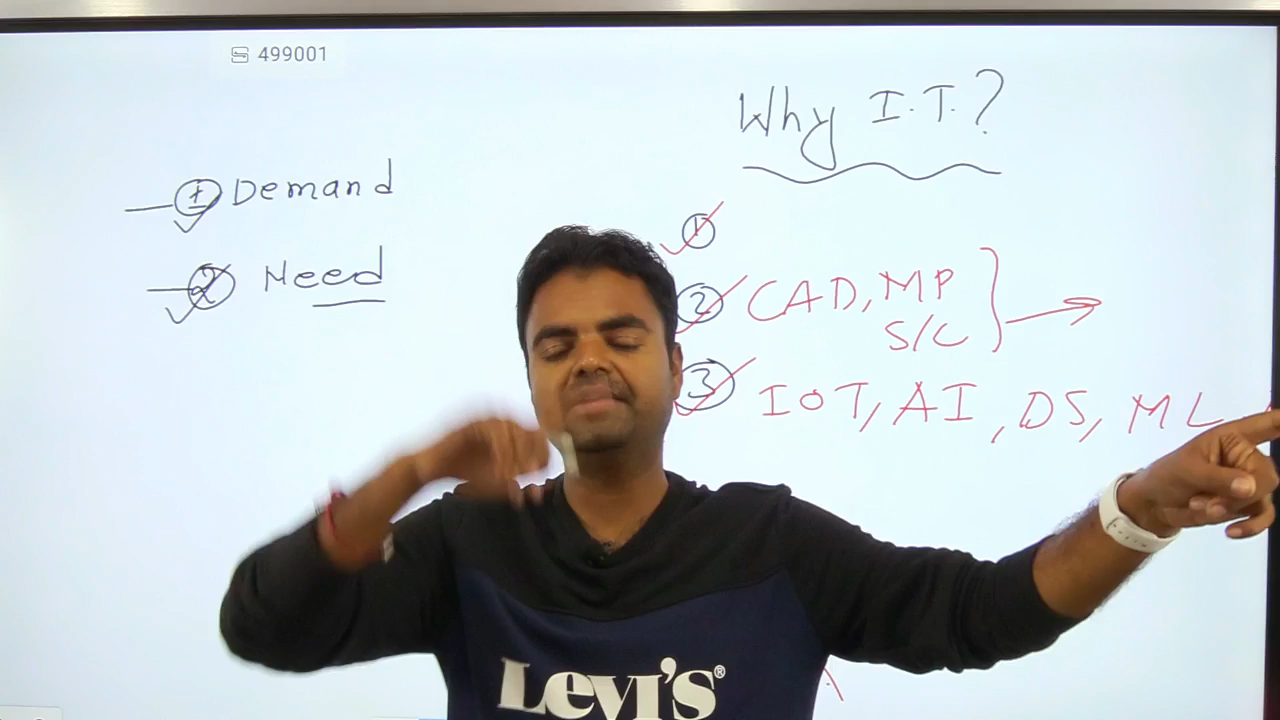 499001
Why I.T.?
① Demand
② Need
①
② CAD, MP
S/C
③ IOT, AI, DS, ML
LEVI'S®